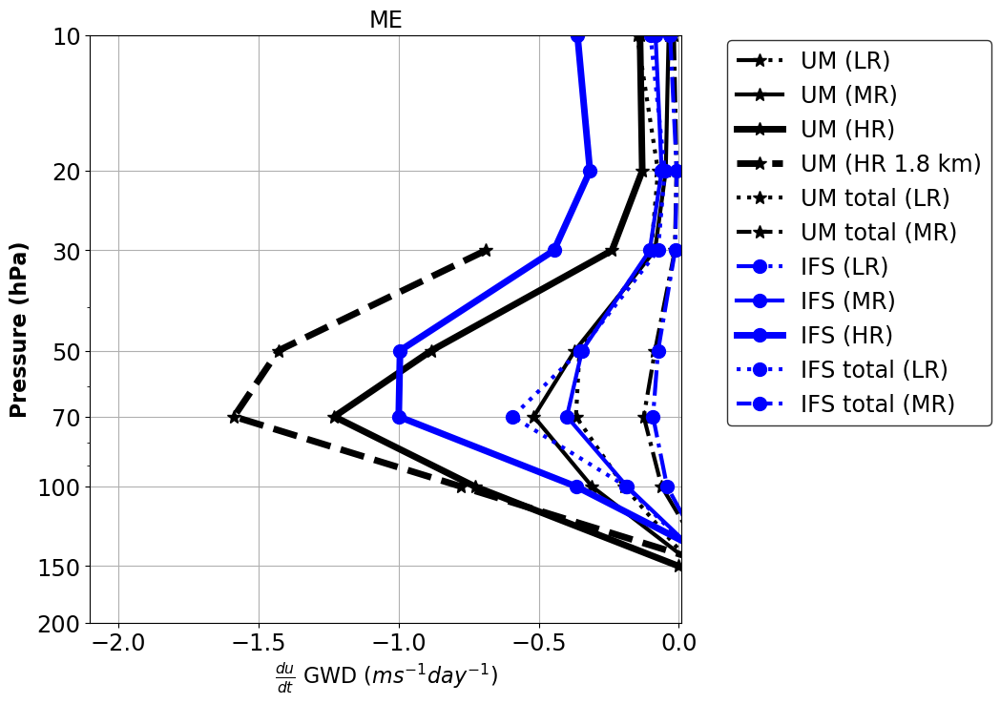 ME
10
20
30
50
70
100
150
200
Pressure (hPa)
−2.0 −1.5 −1.0 −0.5 0.0
du/dt GWD (ms⁻¹day⁻¹)
UM (LR)
UM (MR)
UM (HR)
UM (HR 1.8 km)
UM total (LR)
UM total (MR)
IFS (LR)
IFS (MR)
IFS (HR)
IFS total (LR)
IFS total (MR)